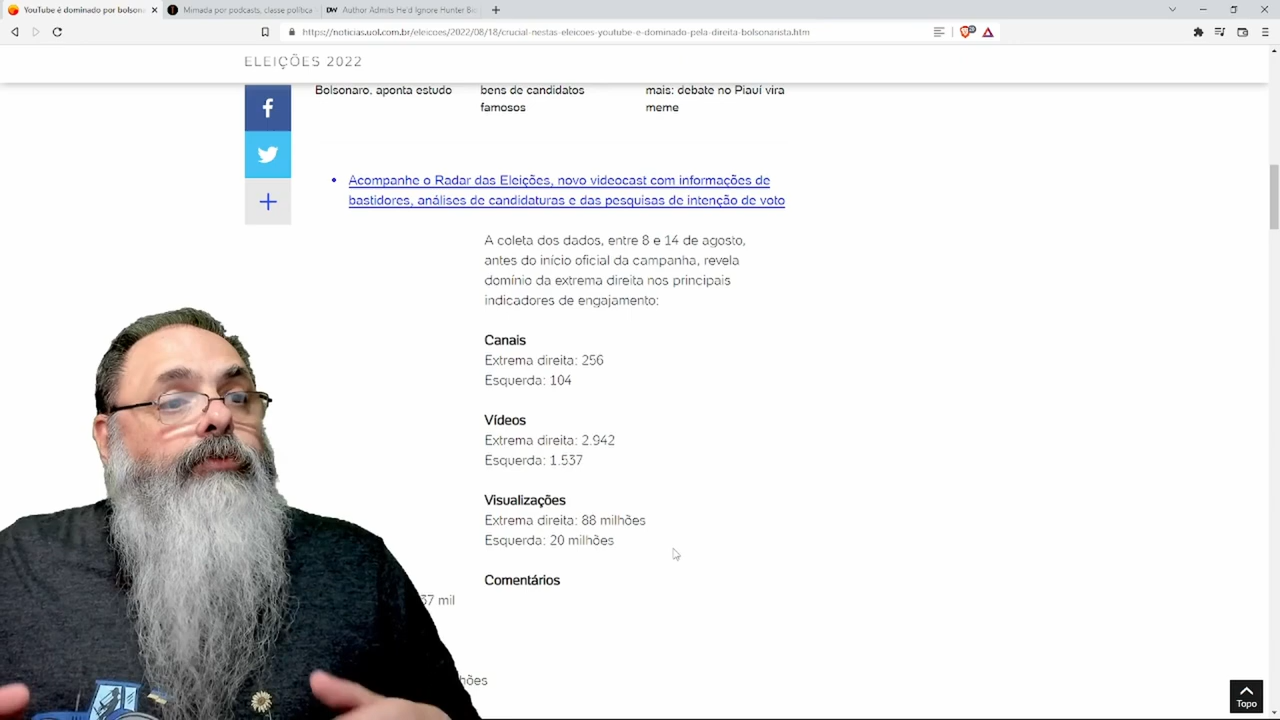 YouTube é dominado por bolson
Mimada por podcasts, classe política
DW
Author Admits He'd Ignore Hunter Bi
https://noticias.uol.com.br/eleicoes/2022/08/18/crucial-nestas-eleicoes-youtube-e-dominado-pela-direita-bolsonarista.htm
ELEIÇÕES 2022
Bolsonaro, aponta estudo
bens de candidatos
famosos
mais: debate no Piauí vira
meme
Acompanhe o Radar das Eleições, novo videocast com informações de
bastidores, análises de candidaturas e das pesquisas de intenção de voto
A coleta dos dados, entre 8 e 14 de agosto,
antes do início oficial da campanha, revela
domínio da extrema direita nos principais
indicadores de engajamento:
Canais
Extrema direita: 256
Esquerda: 104
Vídeos
Extrema direita: 2.942
Esquerda: 1.537
Visualizações
Extrema direita: 88 milhões
Esquerda: 20 milhões
Comentários
37 mil
hões
Topo